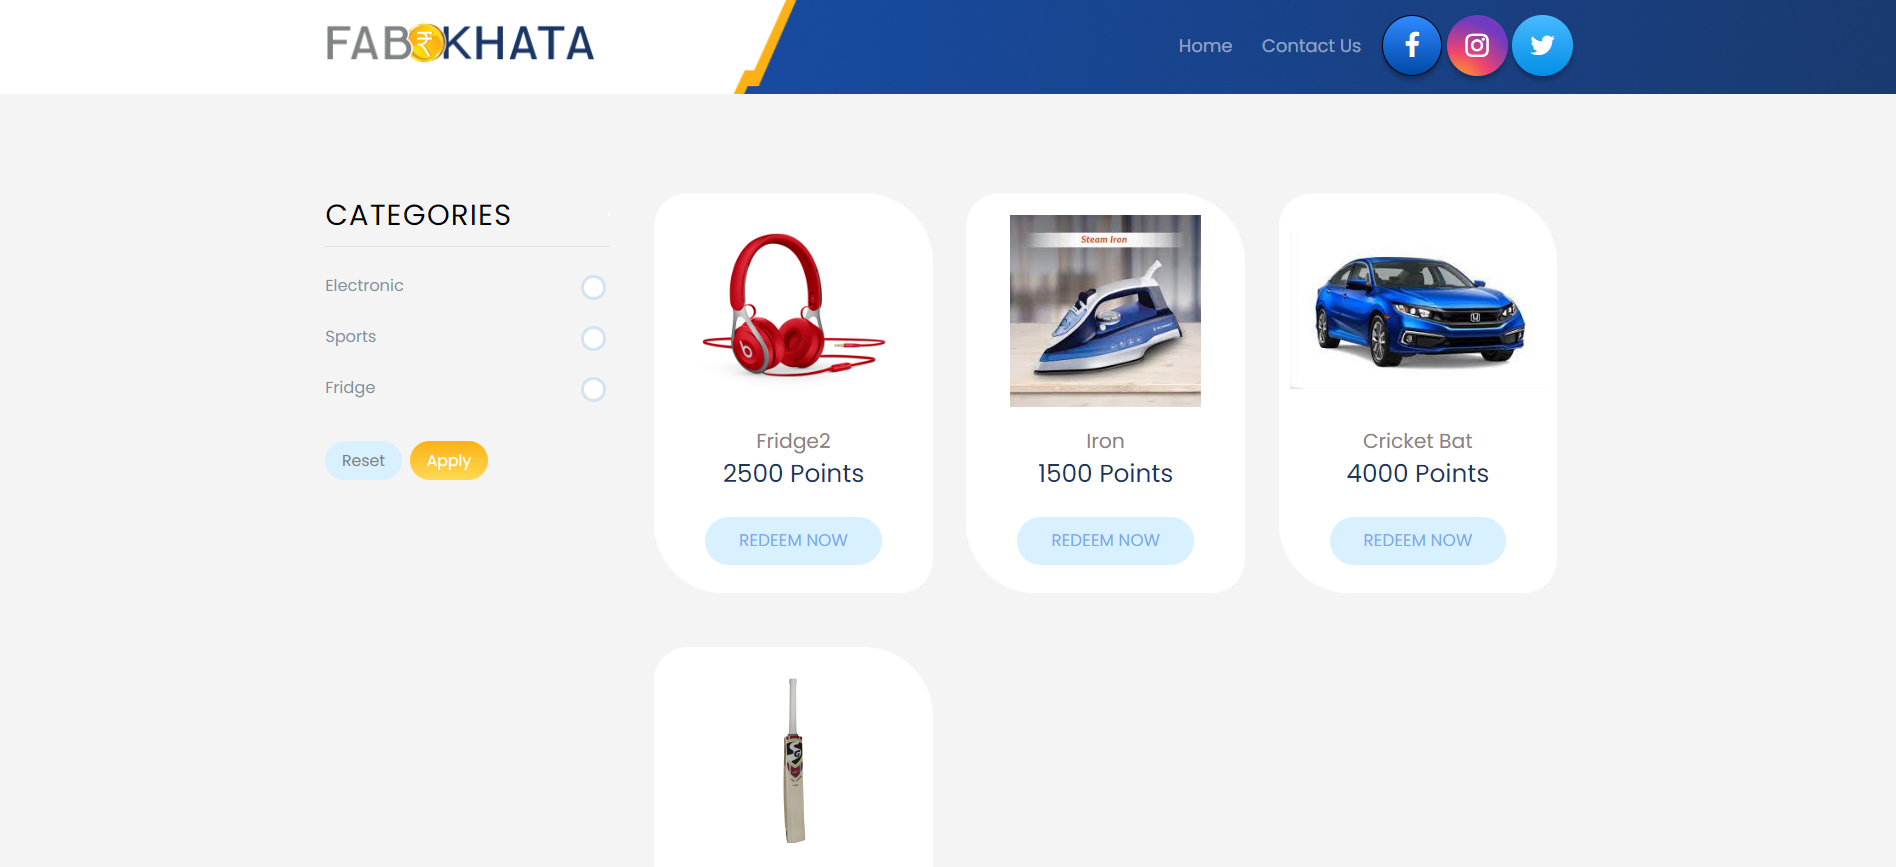 FAB₹KHATA
Home
Contact Us
CATEGORIES
Electronic
Sports
Fridge
Reset
Apply
Steam Iron
Fridge2
2500 Points
REDEEM NOW
Iron
1500 Points
REDEEM NOW
Cricket Bat
4000 Points
REDEEM NOW
SG